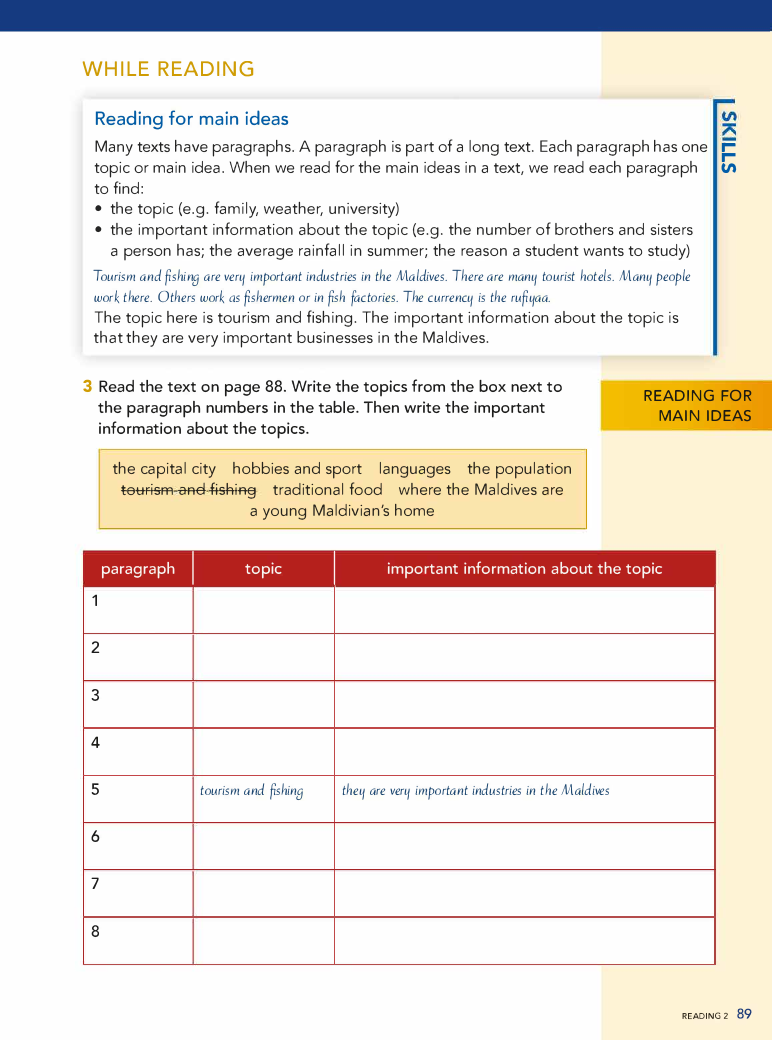 WHILE READING
Reading for main ideas
Many texts have paragraphs. A paragraph is part of a long text. Each paragraph has one
topic or main idea. When we read for the main ideas in a text, we read each paragraph
to find:
• the topic (e.g. family, weather, university)
• the important information about the topic (e.g. the number of brothers and sisters
a person has; the average rainfall in summer; the reason a student wants to study)
Tourism and fishing are very important industries in the Maldives. There are many tourist hotels. Many people
work there. Others work as fishermen or in fish factories. The currency is the rufiyaa.
The topic here is tourism and fishing. The important information about the topic is
that they are very important businesses in the Maldives.
SKILLS
3 Read the text on page 88. Write the topics from the box next to
the paragraph numbers in the table. Then write the important
information about the topics.
READING FOR
MAIN IDEAS
the capital city hobbies and sport languages the population
tourism and fishing traditional food where the Maldives are
a young Maldivian's home
paragraph topic important information about the topic
1
2
3
4
5 tourism and fishing they are very important industries in the Maldives
6
7
8
READING 2 89